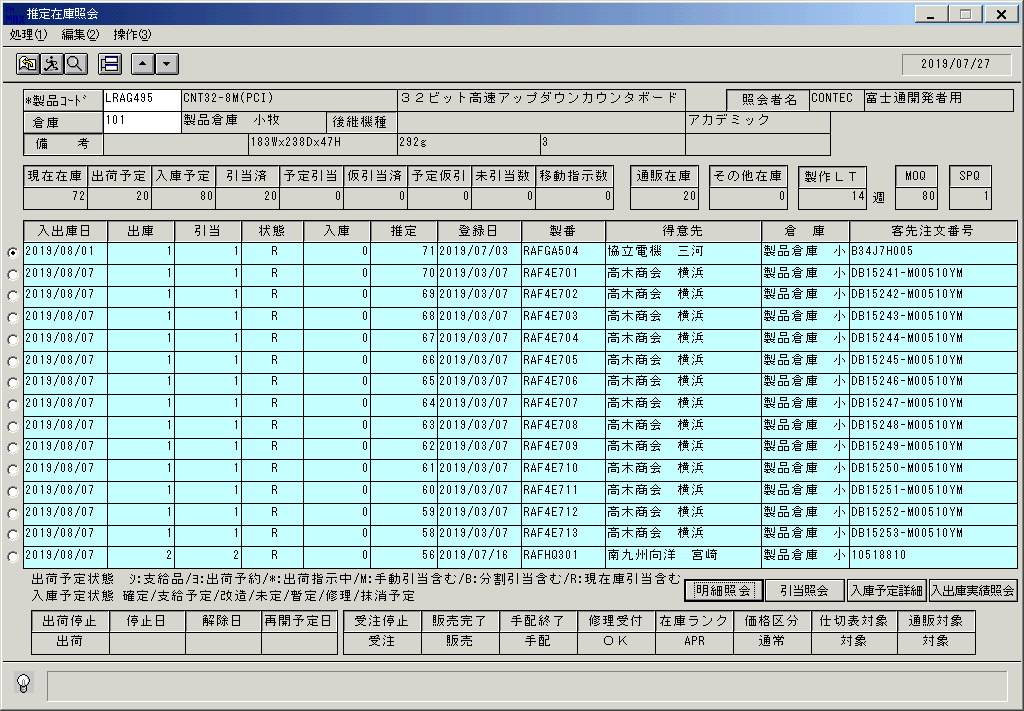 推定在庫照会
処理(1) 編集(2) 操作(3)
2019/07/27
*製品ｺｰﾄﾞ LRAG495 CNT32-8M(PCI) ３２ビット高速アップダウンカウンタボード 照会者名 CONTEC 富士通開発者用
倉庫 101 製品倉庫 小牧 後継機種 アカデミック
備 考 183Wx238Dx47H 292g 3
現在在庫 出荷予定 入庫予定 引当済 予定引当 仮引当済 予定仮引 未引当数 移動指示数 通販在庫 その他在庫 製作ＬＴ MOQ SPQ
72 20 80 20 0 0 0 0 0 20 0 14 週 80 1
入出庫日 出庫 引当 状態 入庫 推定 登録日 製番 得意先 倉 庫 客先注文番号
2019/08/01 1 1 R 0 71 2019/07/03 RAFGA504 協立電機 三河 製品倉庫 小 B34J7H005
2019/08/07 1 1 R 0 70 2019/03/07 RAF4E701 高木商会 横浜 製品倉庫 小 DB15241-M00510YM
2019/08/07 1 1 R 0 69 2019/03/07 RAF4E702 高木商会 横浜 製品倉庫 小 DB15242-M00510YM
2019/08/07 1 1 R 0 68 2019/03/07 RAF4E703 高木商会 横浜 製品倉庫 小 DB15243-M00510YM
2019/08/07 1 1 R 0 67 2019/03/07 RAF4E704 高木商会 横浜 製品倉庫 小 DB15244-M00510YM
2019/08/07 1 1 R 0 66 2019/03/07 RAF4E705 高木商会 横浜 製品倉庫 小 DB15245-M00510YM
2019/08/07 1 1 R 0 65 2019/03/07 RAF4E706 高木商会 横浜 製品倉庫 小 DB15246-M00510YM
2019/08/07 1 1 R 0 64 2019/03/07 RAF4E707 高木商会 横浜 製品倉庫 小 DB15247-M00510YM
2019/08/07 1 1 R 0 63 2019/03/07 RAF4E708 高木商会 横浜 製品倉庫 小 DB15248-M00510YM
2019/08/07 1 1 R 0 62 2019/03/07 RAF4E709 高木商会 横浜 製品倉庫 小 DB15249-M00510YM
2019/08/07 1 1 R 0 61 2019/03/07 RAF4E710 高木商会 横浜 製品倉庫 小 DB15250-M00510YM
2019/08/07 1 1 R 0 60 2019/03/07 RAF4E711 高木商会 横浜 製品倉庫 小 DB15251-M00510YM
2019/08/07 1 1 R 0 59 2019/03/07 RAF4E712 高木商会 横浜 製品倉庫 小 DB15252-M00510YM
2019/08/07 1 1 R 0 58 2019/03/07 RAF4E713 高木商会 横浜 製品倉庫 小 DB15253-M00510YM
2019/08/07 2 2 R 0 56 2019/07/16 RAFHQ301 南九州向洋 宮崎 製品倉庫 小 10518810
出荷予定状態 ｼ:支給品/ﾖ:出荷予約/*:出荷指示中/M:手動引当含む/B:分割引当含む/R:現在庫引当含む
入庫予定状態 確定/支給予定/改造/未定/暫定/修理/抹消予定
明細照会 引当照会 入庫予定詳細 入出庫実績照会
出荷停止 停止日 解除日 再開予定日 受注停止 販売完了 手配終了 修理受付 在庫ランク 価格区分 仕切表対象 通販対象
出荷 受注 販売 手配 ＯＫ APR 通常 対象 対象